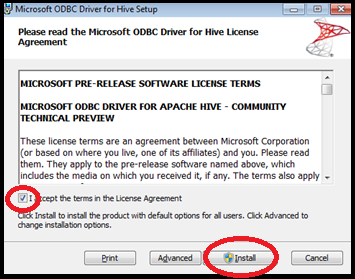 Microsoft ODBC Driver for Hive Setup
Please read the Microsoft ODBC Driver for Hive License
Agreement
MICROSOFT PRE-RELEASE SOFTWARE LICENSE TERMS
MICROSOFT ODBC DRIVER FOR APACHE HIVE - COMMUNITY
TECHNICAL PREVIEW
These license terms are an agreement between Microsoft Corporation
(or based on where you live, one of its affiliates) and you. Please read
them. They apply to the pre-release software named above, which
includes the media on which you received it, if any. The terms also apply
I accept the terms in the License Agreement
Click Install to install the product with default options for all users. Click Advanced to
change installation options.
Print Advanced Install Cancel